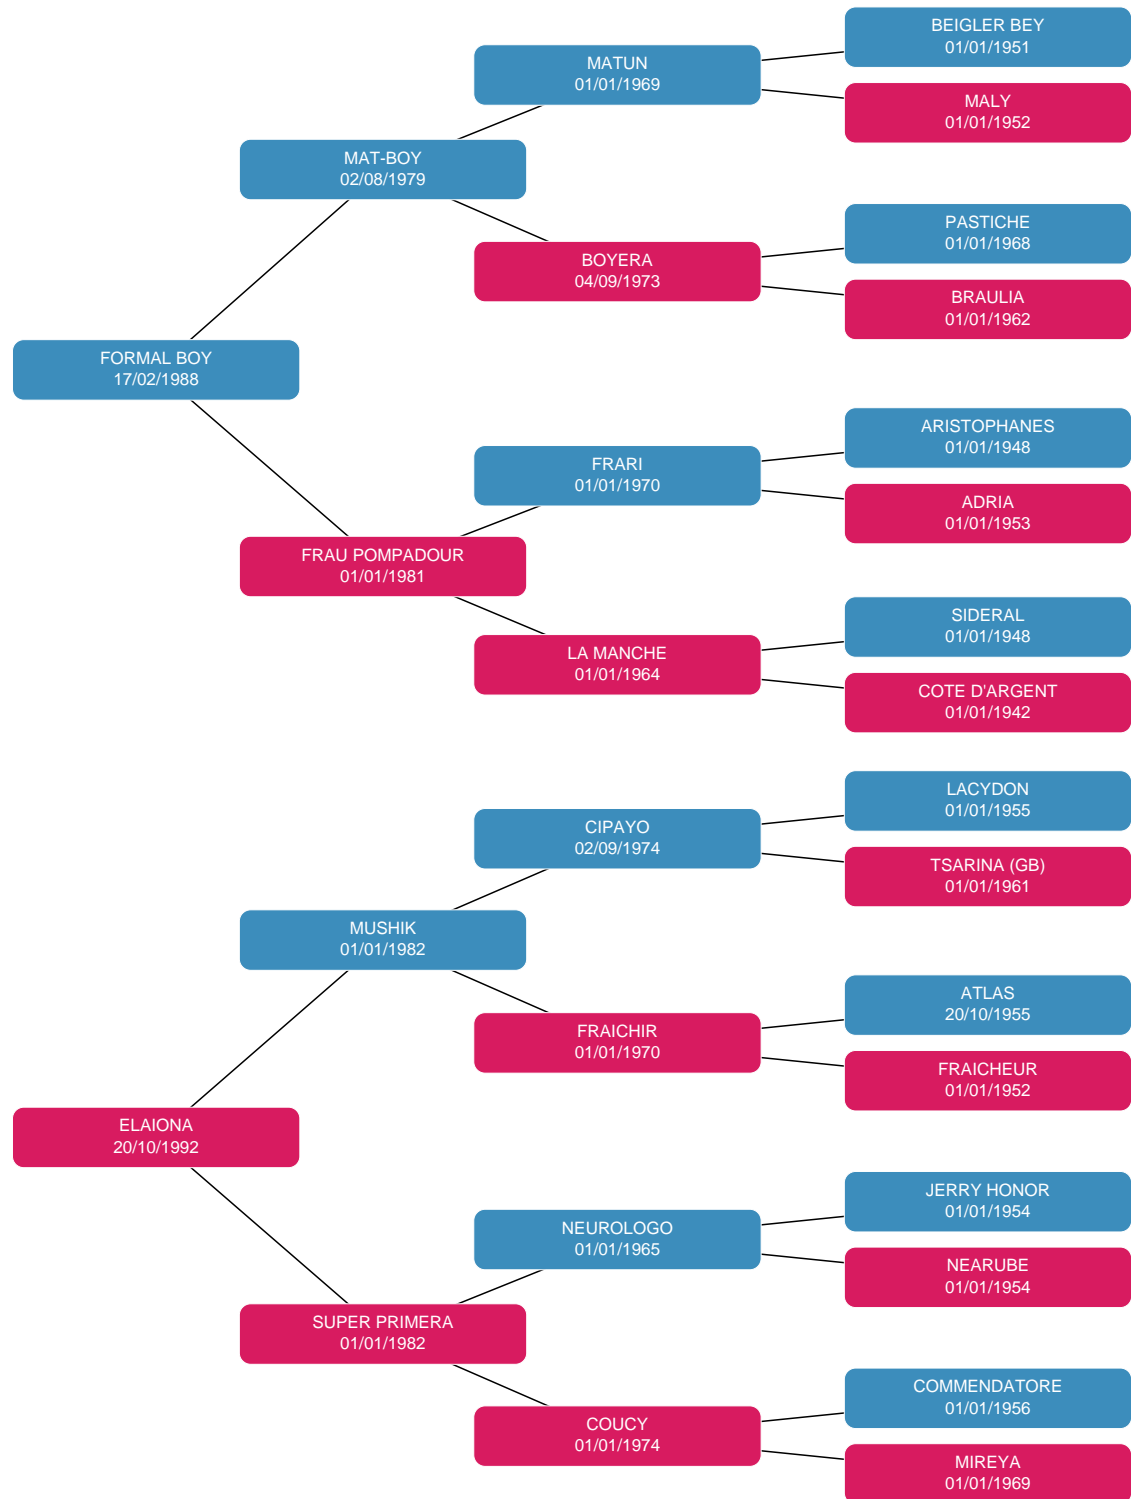 BEIGLER BEY
01/01/1951
MATUN
01/01/1969
MALY
01/01/1952
MAT-BOY
02/08/1979
PASTICHE
01/01/1968
BOYERA
04/09/1973
BRAULIA
01/01/1962
FORMAL BOY
17/02/1988
ARISTOPHANES
01/01/1948
FRARI
01/01/1970
ADRIA
01/01/1953
FRAU POMPADOUR
01/01/1981
SIDERAL
01/01/1948
LA MANCHE
01/01/1964
COTE D'ARGENT
01/01/1942
LACYDON
01/01/1955
CIPAYO
02/09/1974
TSARINA (GB)
01/01/1961
MUSHIK
01/01/1982
ATLAS
20/10/1955
FRAICHIR
01/01/1970
FRAICHEUR
01/01/1952
ELAIONA
20/10/1992
JERRY HONOR
01/01/1954
NEUROLOGO
01/01/1965
NEARUBE
01/01/1954
SUPER PRIMERA
01/01/1982
COMMENDATORE
01/01/1956
COUCY
01/01/1974
MIREYA
01/01/1969